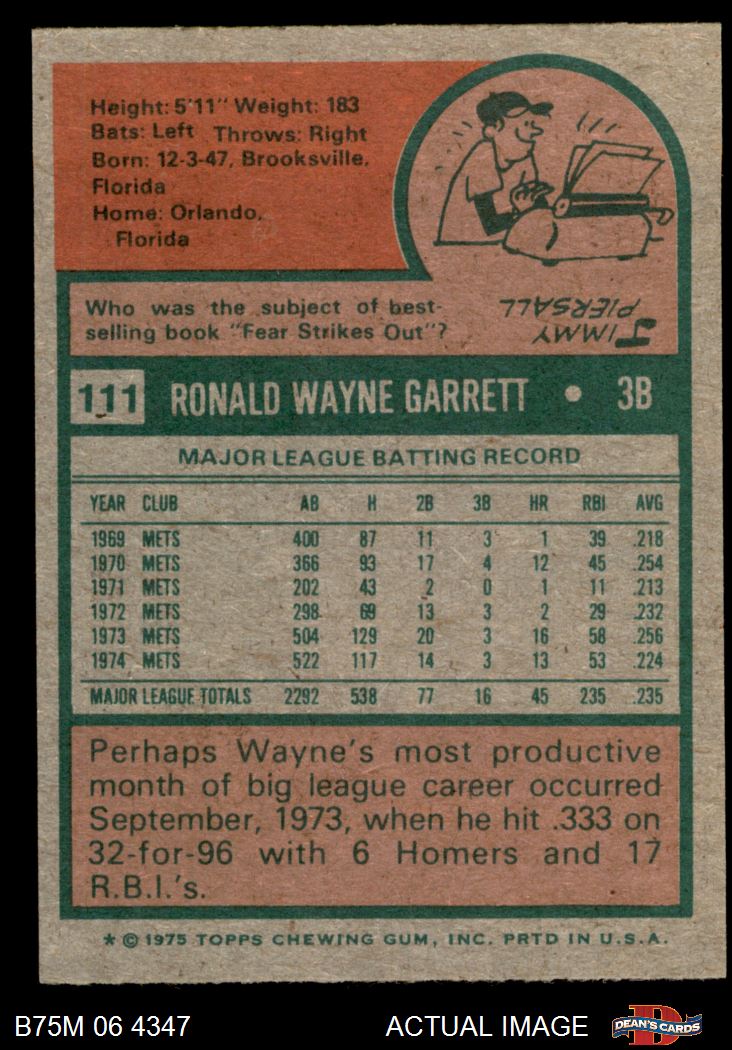 Height: 5'11" Weight: 183
Bats: Left Throws: Right
Born: 12-3-47, Brooksville,
Florida
Home: Orlando,
Florida
Who was the subject of best-
selling book "Fear Strikes Out"?
JIMMY
PIERSALL
111 RONALD WAYNE GARRETT • 3B
MAJOR LEAGUE BATTING RECORD
YEAR CLUB AB H 2B 3B HR RBI AVG
1969 METS 400 87 11 3 1 39 .218
1970 METS 366 93 17 4 12 45 .254
1971 METS 202 43 2 0 1 11 .213
1972 METS 298 69 13 3 2 29 .232
1973 METS 504 129 20 3 16 58 .256
1974 METS 522 117 14 3 13 53 .224
MAJOR LEAGUE TOTALS 2292 538 77 16 45 235 .235
Perhaps Wayne's most productive
month of big league career occurred
September, 1973, when he hit .333 on
32-for-96 with 6 Homers and 17
R.B.I.'s.
* © 1975 TOPPS CHEWING GUM, INC. PRTD IN U.S.A.
B75M 06 4347 ACTUAL IMAGE D DEAN'S CARDS